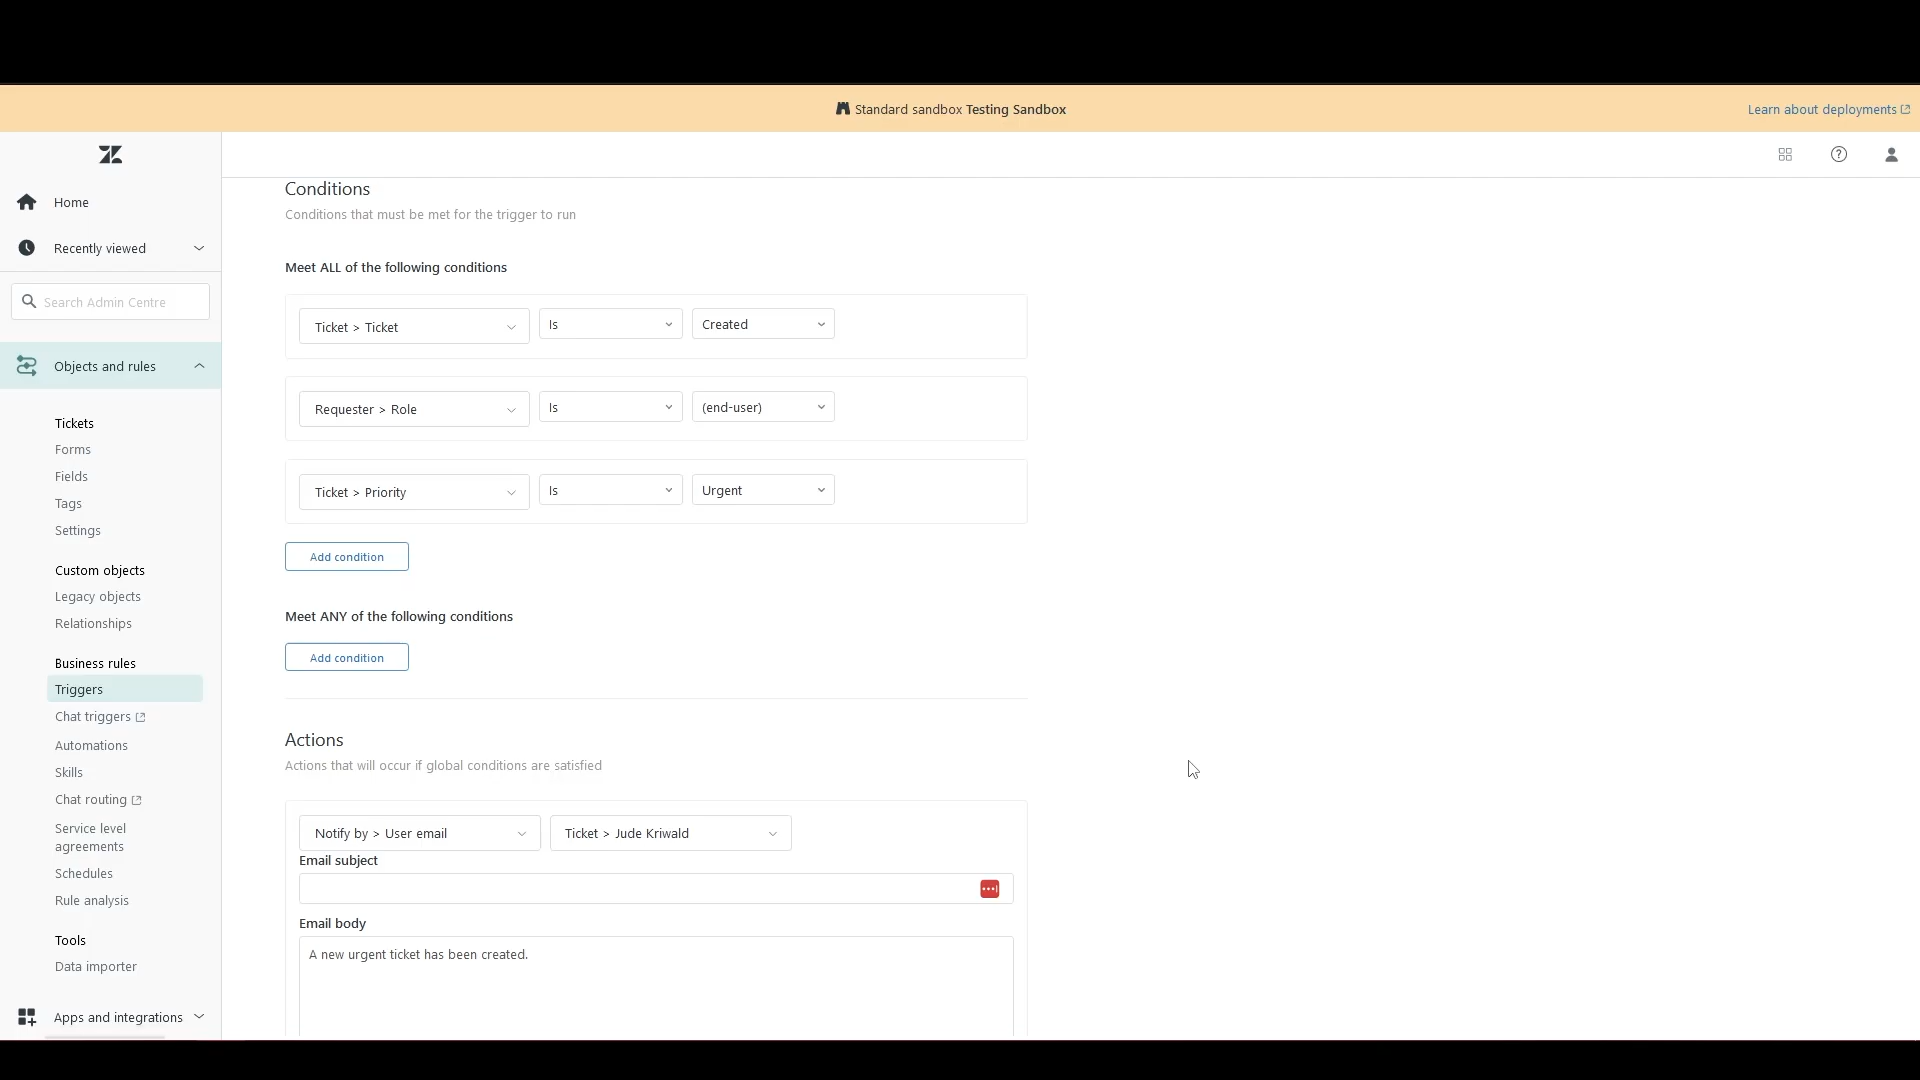 Standard sandbox Testing Sandbox
Learn about deployments
Home
Recently viewed
Search Admin Centre
Objects and rules
Tickets
Forms
Fields
Tags
Settings
Custom objects
Legacy objects
Relationships
Business rules
Triggers
Chat triggers
Automations
Skills
Chat routing
Service level
agreements
Schedules
Rule analysis
Tools
Data importer
Apps and integrations
Conditions
Conditions that must be met for the trigger to run
Meet ALL of the following conditions
Ticket > Ticket Is Created
Requester > Role Is (end-user)
Ticket > Priority Is Urgent
Add condition
Meet ANY of the following conditions
Add condition
Actions
Actions that will occur if global conditions are satisfied
Notify by > User email Ticket > Jude Kriwald
Email subject
Email body
A new urgent ticket has been created.